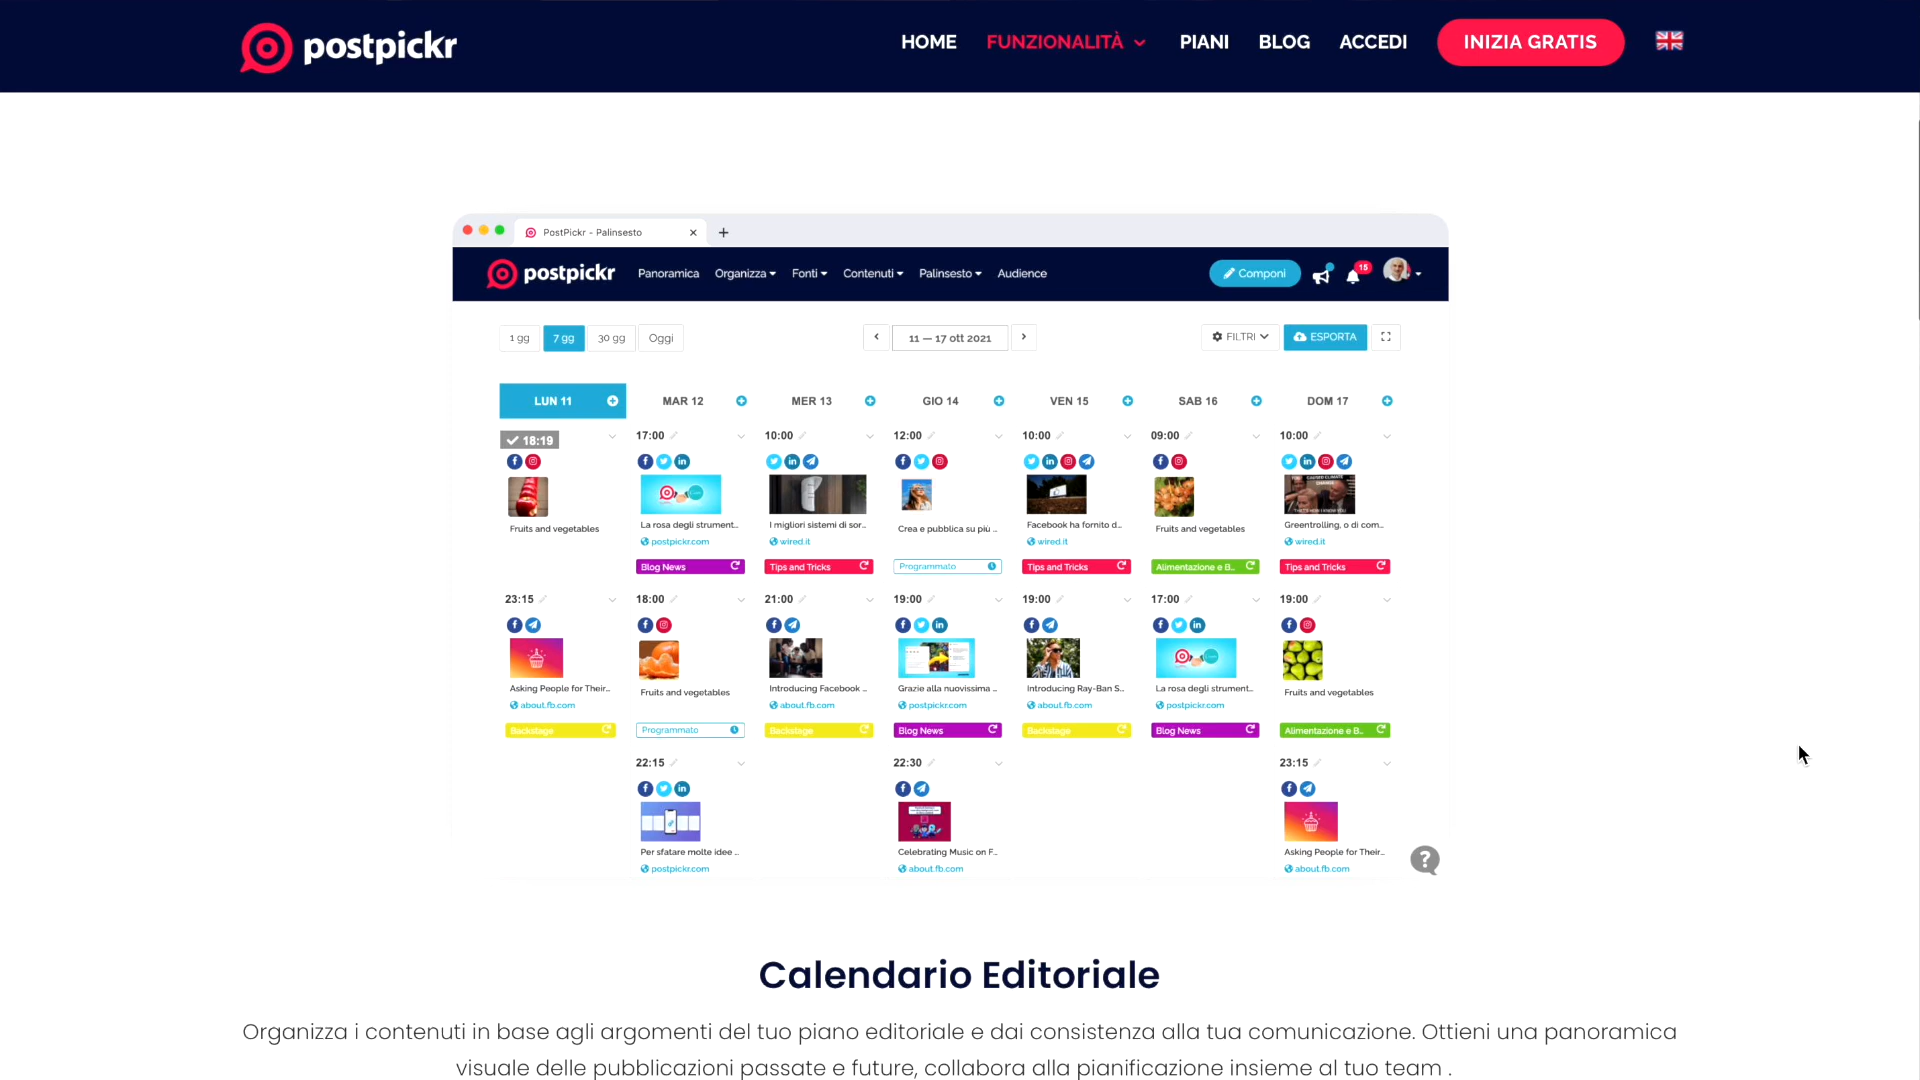 postpickr
HOME FUNZIONALITÀ PIANI BLOG ACCEDI INIZIA GRATIS
PostPickr - Palinsesto
postpickr Panoramica Organizza Fonti Contenuti Palinsesto Audience Componi 15
1 gg 7 gg 30 gg Oggi 11 — 17 ott 2021 FILTRI ESPORTA
LUN 11 MAR 12 MER 13 GIO 14 VEN 15 SAB 16 DOM 17
18:19 17:00 10:00 12:00 10:00 09:00 10:00
Fruits and vegetables La rosa degli strument... I migliori sistemi di sor... Crea e pubblica su più ... Facebook ha fornito d... Fruits and vegetables Greentrolling, o di com...
postpickr.com wired.it wired.it wired.it
Blog News Tips and Tricks Programmato Tips and Tricks Alimentazione e B... Tips and Tricks
23:15 18:00 21:00 19:00 19:00 17:00 19:00
Asking People for Their... Fruits and vegetables Introducing Facebook ... Grazie alla nuovissima ... Introducing Ray-Ban S... La rosa degli strument... Fruits and vegetables
about.fb.com about.fb.com postpickr.com about.fb.com postpickr.com
Backstage Programmato Backstage Blog News Backstage Blog News Alimentazione e B...
22:15 22:30 23:15
Per sfatare molte idee ... Celebrating Music on F... Asking People for Their...
postpickr.com about.fb.com about.fb.com
?
Calendario Editoriale
Organizza i contenuti in base agli argomenti del tuo piano editoriale e dai consistenza alla tua comunicazione. Ottieni una panoramica
visuale delle pubblicazioni passate e future, collabora alla pianificazione insieme al tuo team .